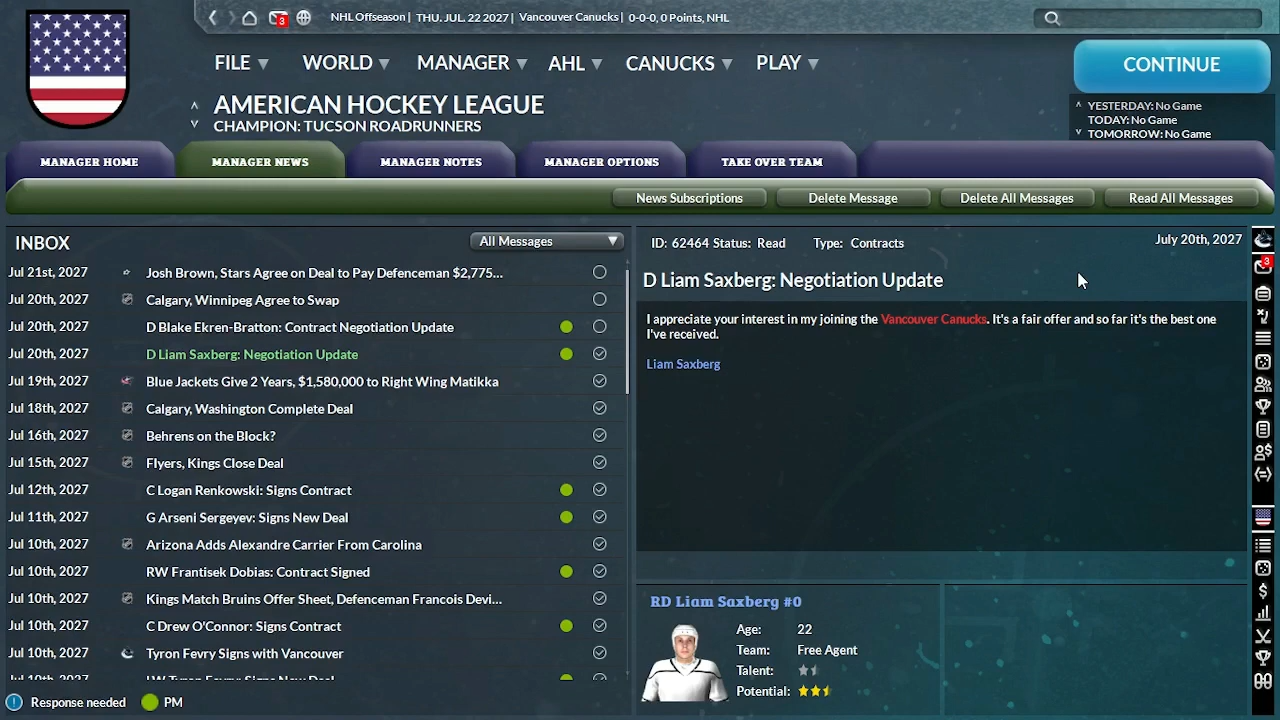 NHL Offseason | THU. JUL. 22 2027 | Vancouver Canucks | 0-0-0, 0 Points, NHL
3
FILE WORLD MANAGER AHL CANUCKS PLAY
CONTINUE
AMERICAN HOCKEY LEAGUE
CHAMPION: TUCSON ROADRUNNERS
YESTERDAY: No Game
TODAY: No Game
TOMORROW: No Game
MANAGER HOME MANAGER NEWS MANAGER NOTES MANAGER OPTIONS TAKE OVER TEAM
News Subscriptions Delete Message Delete All Messages Read All Messages
INBOX All Messages
Jul 21st, 2027 Josh Brown, Stars Agree on Deal to Pay Defenceman $2,775...
Jul 20th, 2027 Calgary, Winnipeg Agree to Swap
Jul 20th, 2027 D Blake Ekren-Bratton: Contract Negotiation Update
Jul 20th, 2027 D Liam Saxberg: Negotiation Update
Jul 19th, 2027 Blue Jackets Give 2 Years, $1,580,000 to Right Wing Matikka
Jul 18th, 2027 Calgary, Washington Complete Deal
Jul 16th, 2027 Behrens on the Block?
Jul 15th, 2027 Flyers, Kings Close Deal
Jul 12th, 2027 C Logan Renkowski: Signs Contract
Jul 11th, 2027 G Arseni Sergeyev: Signs New Deal
Jul 10th, 2027 Arizona Adds Alexandre Carrier From Carolina
Jul 10th, 2027 RW Frantisek Dobias: Contract Signed
Jul 10th, 2027 Kings Match Bruins Offer Sheet, Defenceman Francois Devi...
Jul 10th, 2027 C Drew O'Connor: Signs Contract
Jul 10th, 2027 Tyron Fevry Signs with Vancouver
Jul 10th, 2027 LW Tyron Fevry: Signs New Deal
Response needed PM
ID: 62464 Status: Read Type: Contracts July 20th, 2027
D Liam Saxberg: Negotiation Update
I appreciate your interest in my joining the Vancouver Canucks. It's a fair offer and so far it's the best one
I've received.
Liam Saxberg
RD Liam Saxberg #0
Age: 22
Team: Free Agent
Talent:
Potential:
3